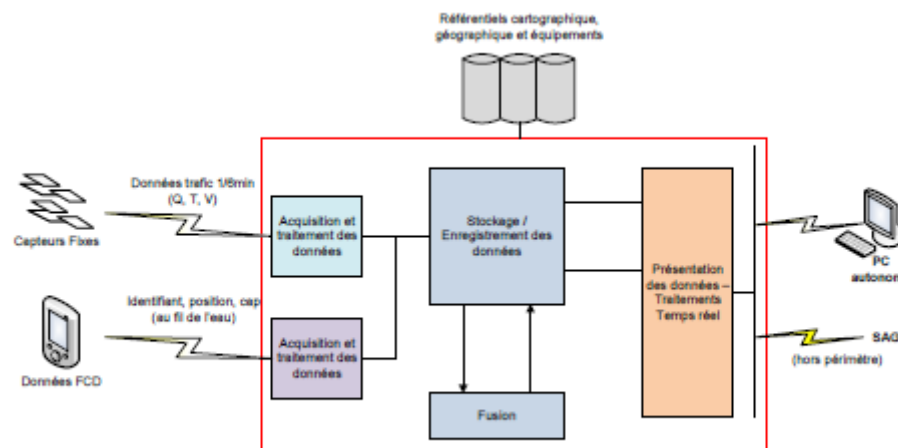 Référentiels cartographique,
géographique et équipements
Données trafic 1/6min
(Q, T, V)
Capteurs Fixes
Acquisition et
traitement des
données
Stockage /
Enregistrement des
données
Présentation
des données –
Traitements
Temps réel
PC
autonom
Identifiant, position, cap
(au fil de l'eau)
Données FCD
Acquisition et
traitement des
données
Fusion
SAG
(hors périmètre)